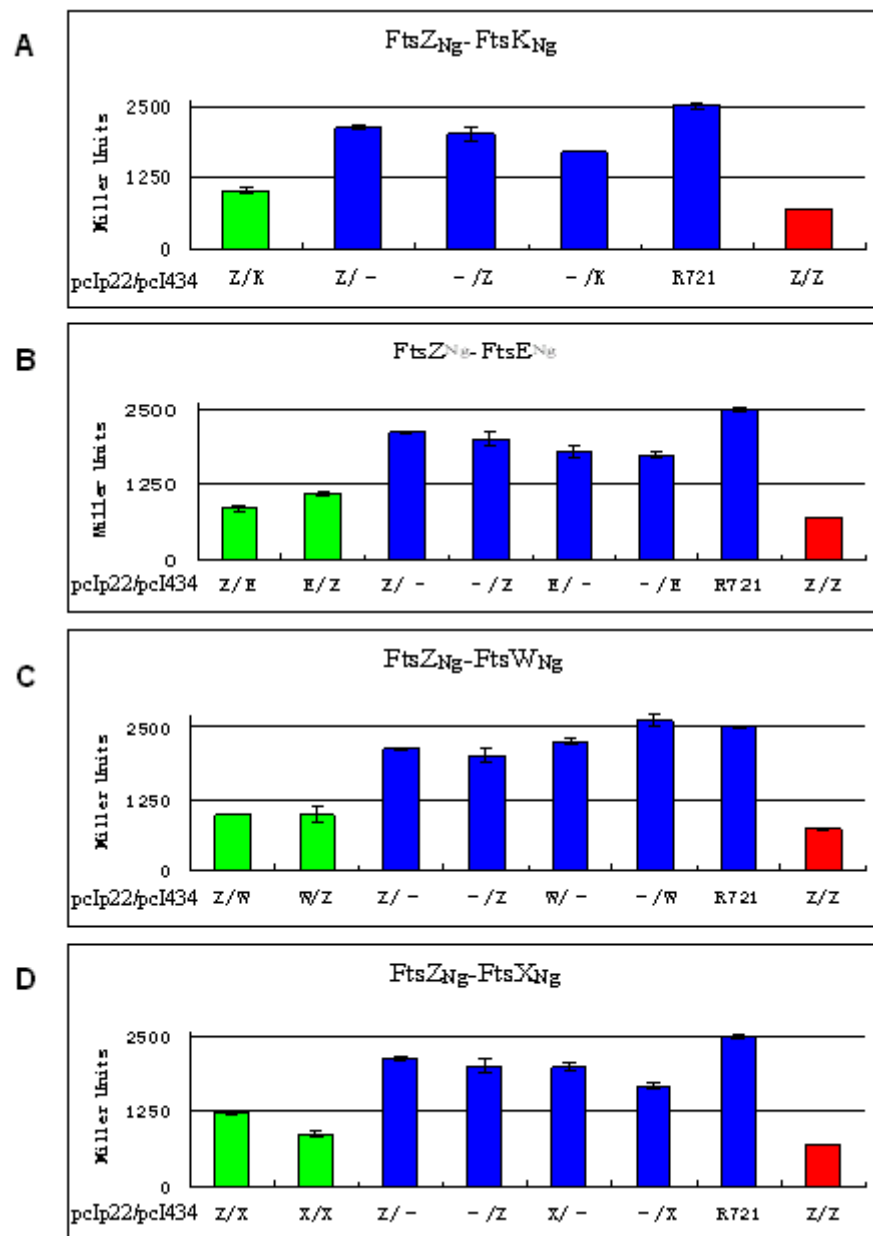 A
FtsZNg-FtsKNg
Miller Units
2500
1250
0
pcIp22/pcI434 Z/K Z/- -/Z -/K R721 Z/Z
B
FtsZNg-FtsENg
Miller Units
2500
1250
0
pcIp22/pcI434 Z/E E/Z Z/- -/Z E/- -/E R721 Z/Z
C
FtsZNg-FtsWNg
Miller Units
2500
1250
0
pcIp22/pcI434 Z/W W/Z Z/- -/Z W/- -/W R721 Z/Z
D
FtsZNg-FtsXNg
Miller Units
2500
1250
0
pcIp22/pcI434 Z/X X/X Z/- -/Z X/- -/X R721 Z/Z